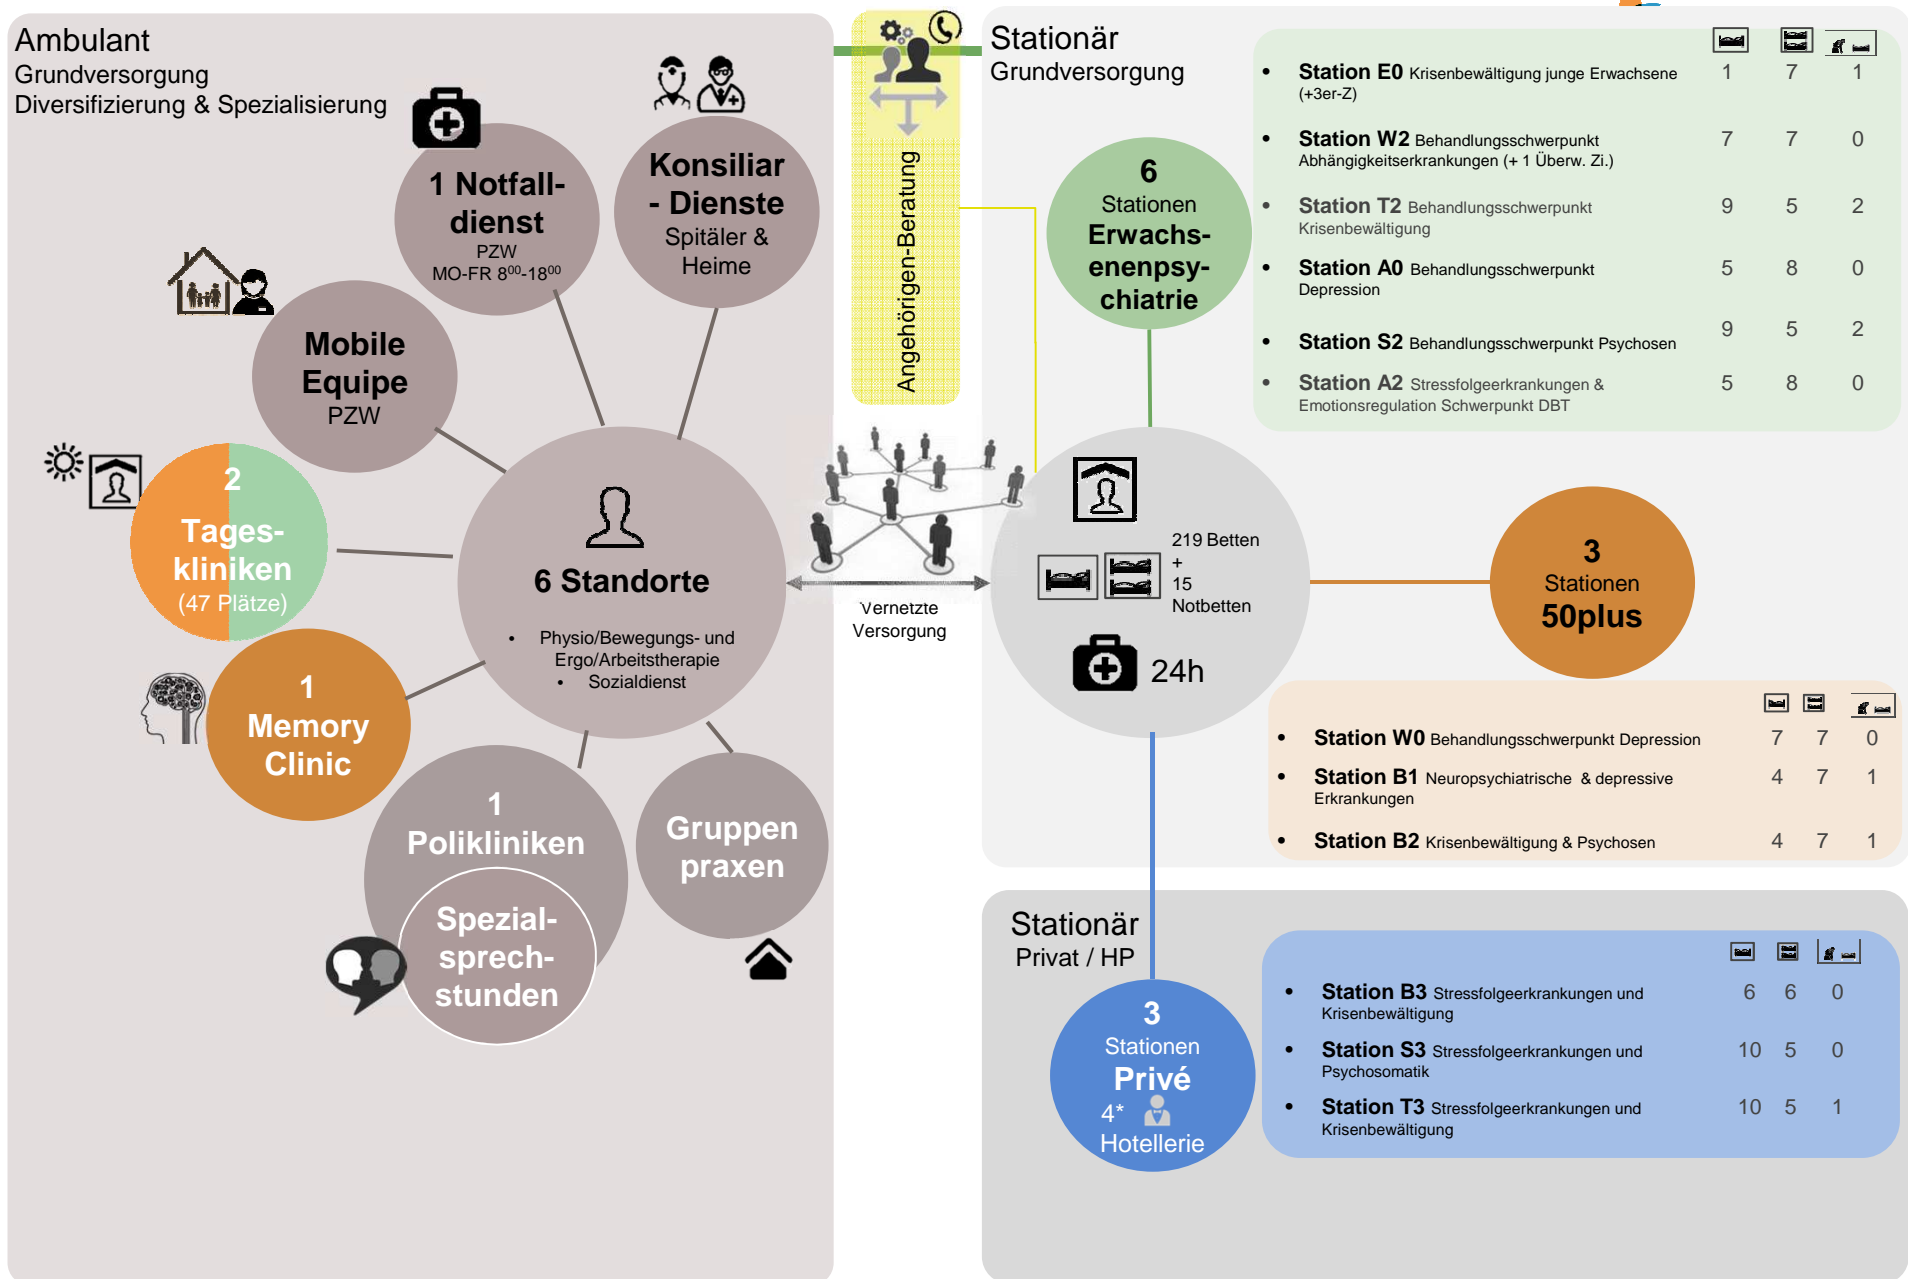 Ambulant
Grundversorgung
Diversifizierung & Spezialisierung
1 Notfall-
dienst
PZW
MO-FR 8⁰⁰-18⁰⁰
Konsiliar
- Dienste
Spitäler &
Heime
Mobile
Equipe
PZW
2
Tages-
kliniken
(47 Plätze)
6 Standorte
• Physio/Bewegungs- und
Ergo/Arbeitstherapie
• Sozialdienst
1
Memory
Clinic
1
Polikliniken
Spezial-
sprech-
stunden
Gruppen
praxen
Angehörigen-Beratung
Vernetzte
Versorgung
Stationär
Grundversorgung
6
Stationen
Erwachs-
enenpsy-
chiatrie
• Station E0 Krisenbewältigung junge Erwachsene 1 7 1
(+3er-Z)
• Station W2 Behandlungsschwerpunkt 7 7 0
Abhängigkeitserkrankungen (+ 1 Überw. Zi.)
• Station T2 Behandlungsschwerpunkt 9 5 2
Krisenbewältigung
• Station A0 Behandlungsschwerpunkt 5 8 0
Depression
• Station S2 Behandlungsschwerpunkt Psychosen 9 5 2
• Station A2 Stressfolgeerkrankungen & 5 8 0
Emotionsregulation Schwerpunkt DBT
219 Betten
+
15
Notbetten
24h
3
Stationen
50plus
• Station W0 Behandlungsschwerpunkt Depression 7 7 0
• Station B1 Neuropsychiatrische & depressive 4 7 1
Erkrankungen
• Station B2 Krisenbewältigung & Psychosen 4 7 1
Stationär
Privat / HP
3
Stationen
Privé
4*
Hotellerie
• Station B3 Stressfolgeerkrankungen und 6 6 0
Krisenbewältigung
• Station S3 Stressfolgeerkrankungen und 10 5 0
Psychosomatik
• Station T3 Stressfolgeerkrankungen und 10 5 1
Krisenbewältigung